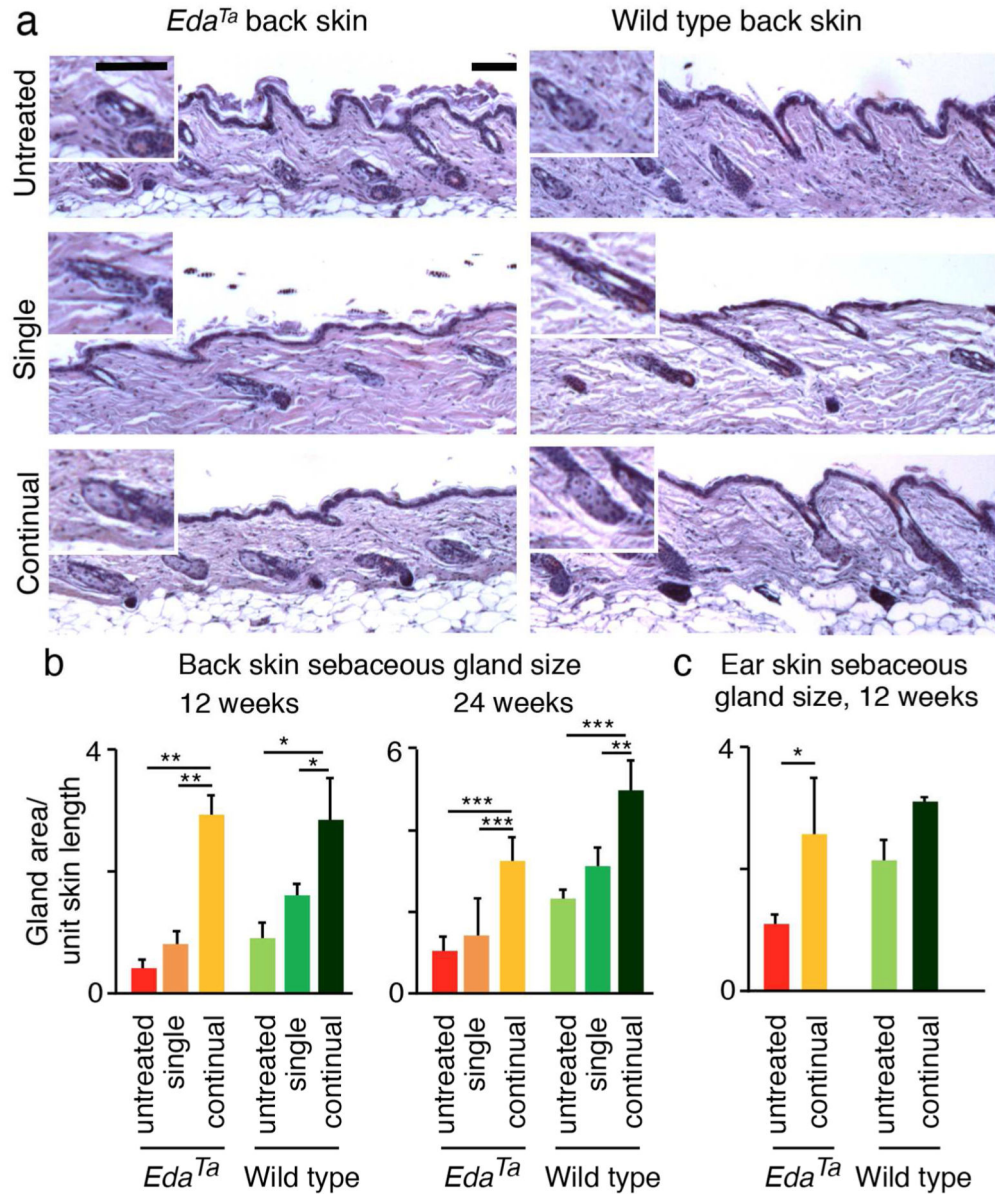 a
Eda^Ta back skin
Wild type back skin
Untreated
Single
Continual
b
Back skin sebaceous gland size
12 weeks
24 weeks
Gland area/
unit skin length
4
0
**
**
*
*
untreated
single
continual
untreated
single
continual
Eda^Ta
Wild type
6
0
***
***
***
**
untreated
single
continual
untreated
single
continual
Eda^Ta
Wild type
c
Ear skin sebaceous
gland size, 12 weeks
4
0
*
untreated
continual
untreated
continual
Eda^Ta
Wild type